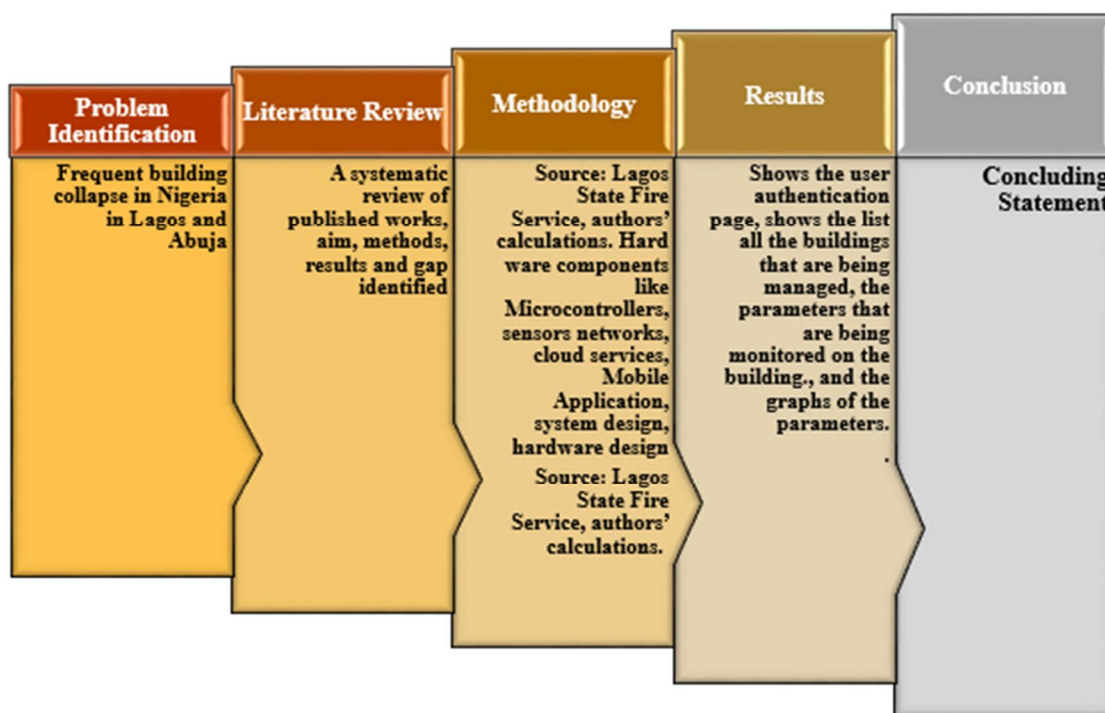 Problem
Identification
Frequent building
collapse in Nigeria
in Lagos and
Abuja
Literature Review
A systematic
review of
published works,
aim, methods,
results and gap
identified
Methodology
Source: Lagos
State Fire
Service, authors’
calculations. Hard
ware components
like
Microcontrollers,
sensors networks,
cloud services,
Mobile
Application,
system design,
hardware design
Source: Lagos
State Fire
Service, authors’
calculations.
Results
Shows the user
authentication
page, shows the list
all the buildings
that are being
managed, the
parameters that
are being
monitored on the
building., and the
graphs of the
parameters.
.
Conclusion
Concluding
Statement